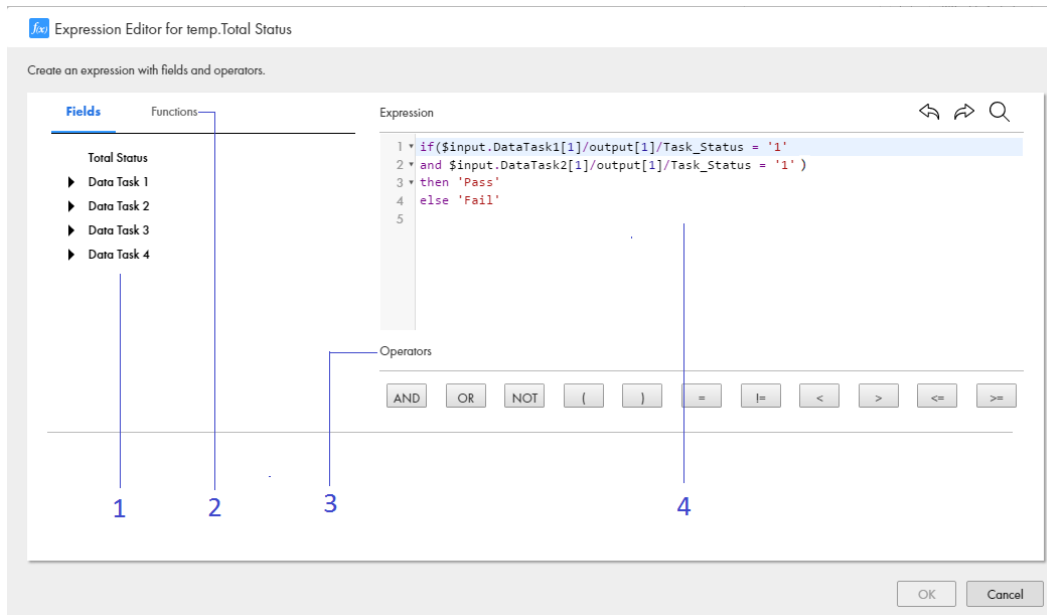 f(x) Expression Editor for temp.Total Status
Create an expression with fields and operators.
Fields Functions
Total Status
Data Task 1
Data Task 2
Data Task 3
Data Task 4
Expression
1 if($input.DataTask1[1]/output[1]/Task_Status = '1'
2 and $input.DataTask2[1]/output[1]/Task_Status = '1' )
3 then 'Pass'
4 else 'Fail'
5
Operators
AND OR NOT ( ) = != < > <= >=
1 2 3 4
OK Cancel